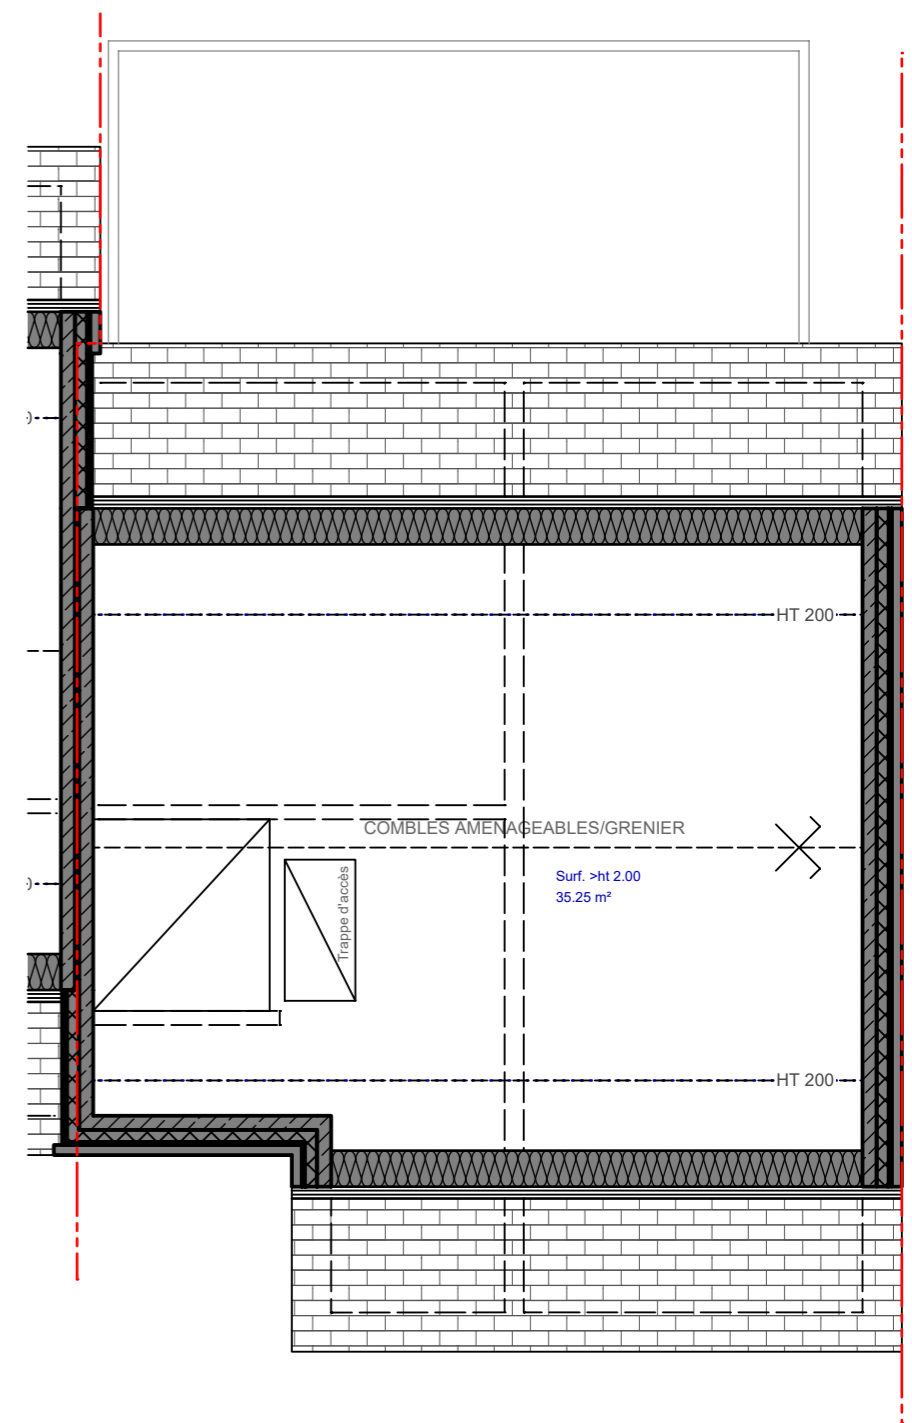 HT 200
COMBLES AMENAGEABLES/GRENIER
Surf. >ht 2.00
35.25 m²
Trappe d'accès
HT 200